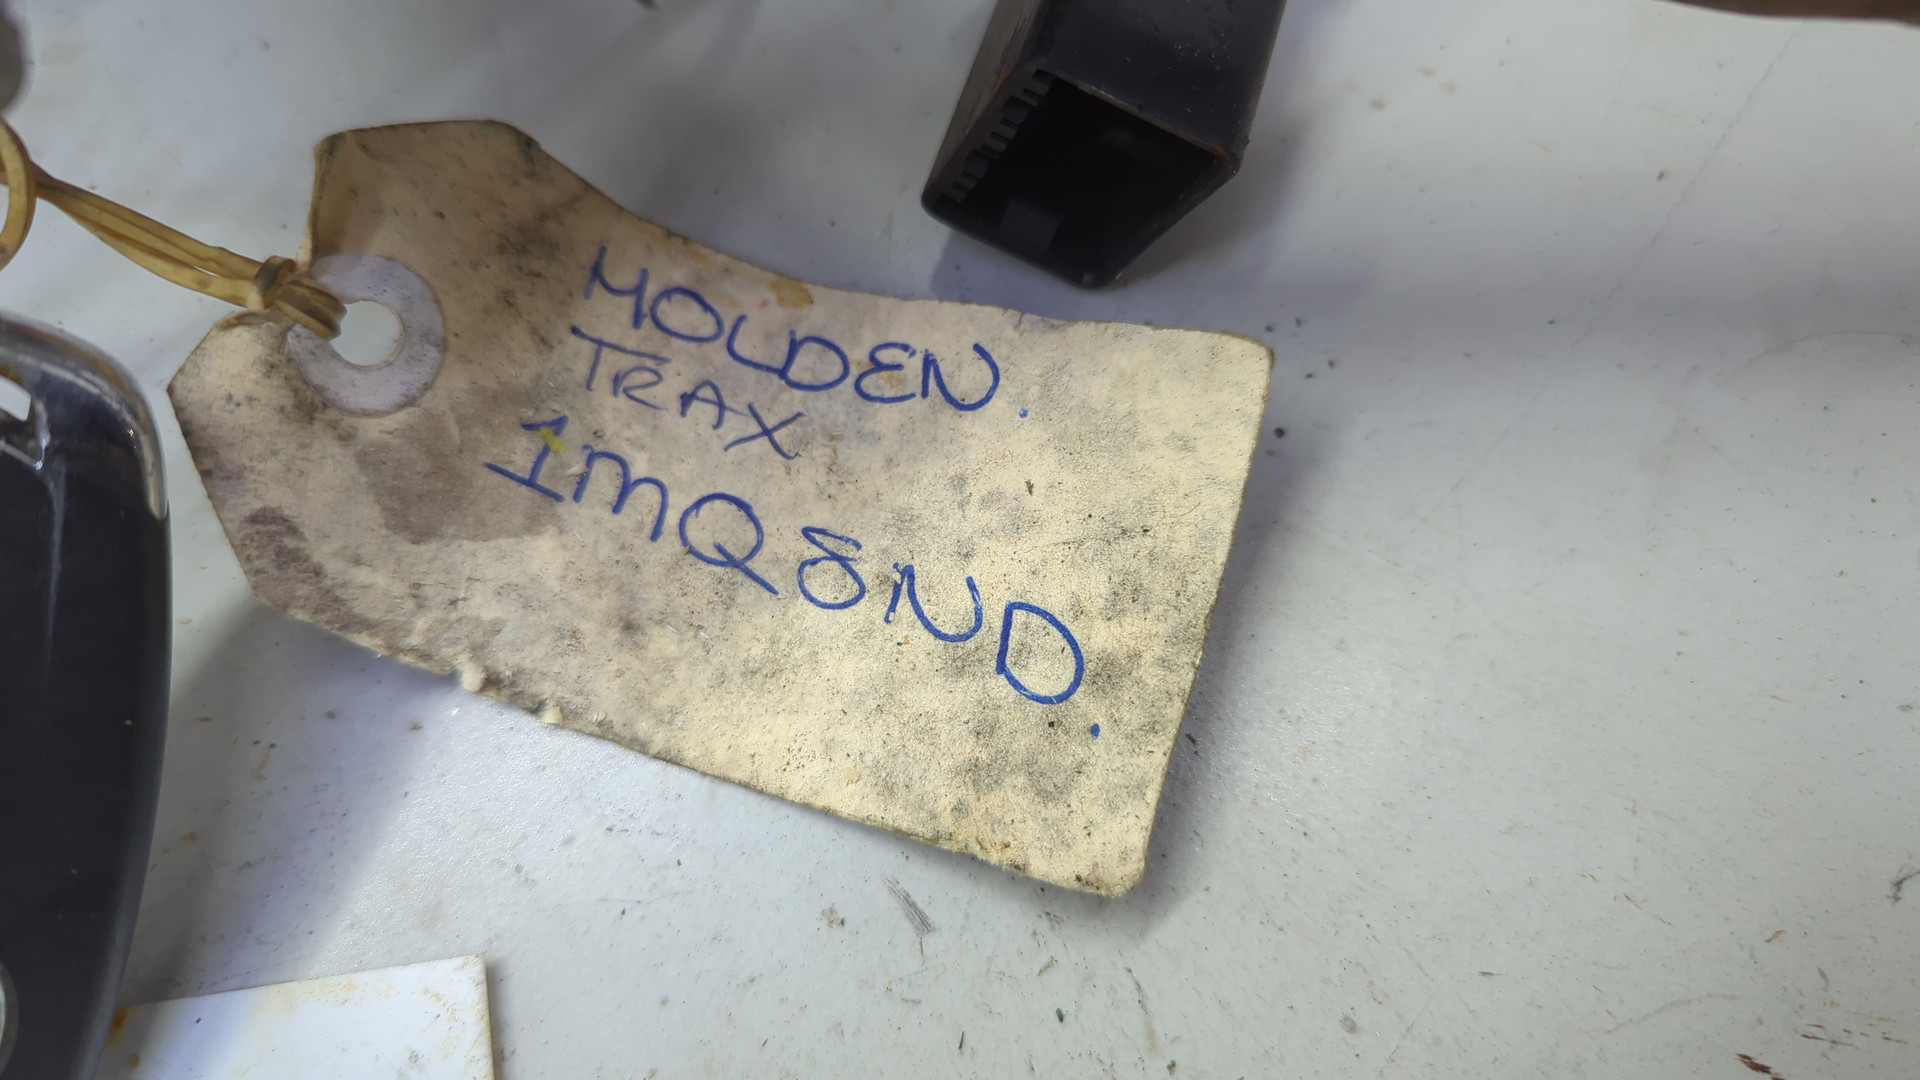 HOLDEN.
TRAX
1MQ8ND.